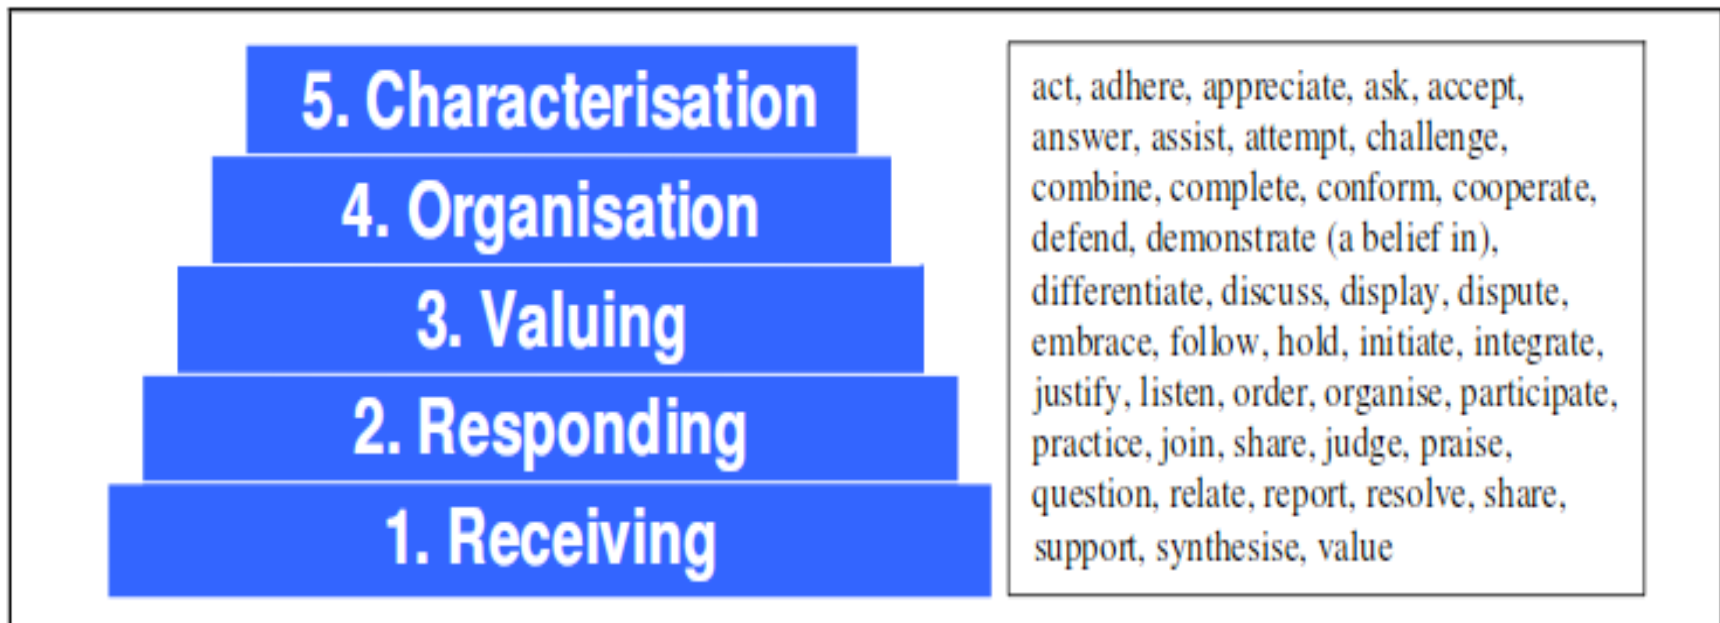 5. Characterisation
4. Organisation
3. Valuing
2. Responding
1. Receiving
act, adhere, appreciate, ask, accept,
answer, assist, attempt, challenge,
combine, complete, conform, cooperate,
defend, demonstrate (a belief in),
differentiate, discuss, display, dispute,
embrace, follow, hold, initiate, integrate,
justify, listen, order, organise, participate,
practice, join, share, judge, praise,
question, relate, report, resolve, share,
support, synthesise, value